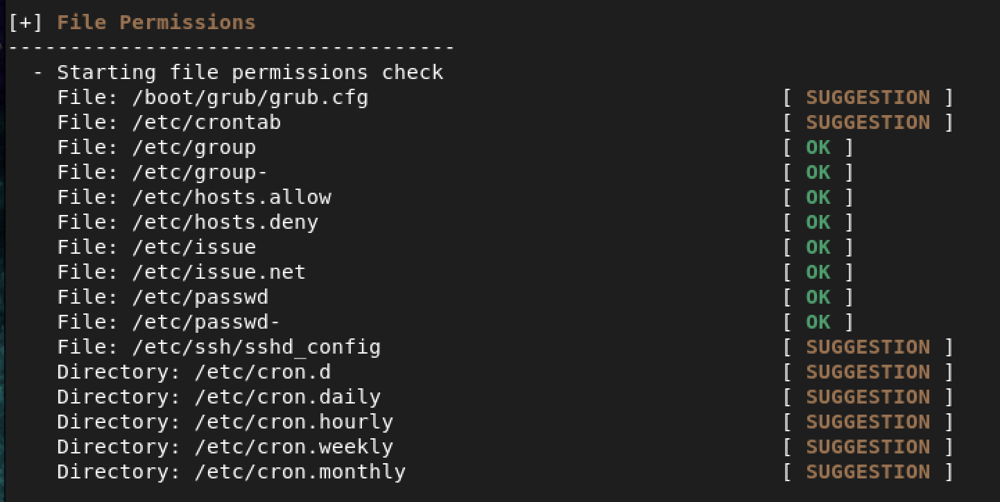 [+] File Permissions
------------------------------------
  - Starting file permissions check
    File: /boot/grub/grub.cfg                                 [ SUGGESTION ]
    File: /etc/crontab                                        [ SUGGESTION ]
    File: /etc/group                                          [ OK ]
    File: /etc/group-                                         [ OK ]
    File: /etc/hosts.allow                                    [ OK ]
    File: /etc/hosts.deny                                     [ OK ]
    File: /etc/issue                                          [ OK ]
    File: /etc/issue.net                                      [ OK ]
    File: /etc/passwd                                         [ OK ]
    File: /etc/passwd-                                        [ OK ]
    File: /etc/ssh/sshd_config                                [ SUGGESTION ]
    Directory: /etc/cron.d                                    [ SUGGESTION ]
    Directory: /etc/cron.daily                                [ SUGGESTION ]
    Directory: /etc/cron.hourly                               [ SUGGESTION ]
    Directory: /etc/cron.weekly                               [ SUGGESTION ]
    Directory: /etc/cron.monthly                              [ SUGGESTION ]